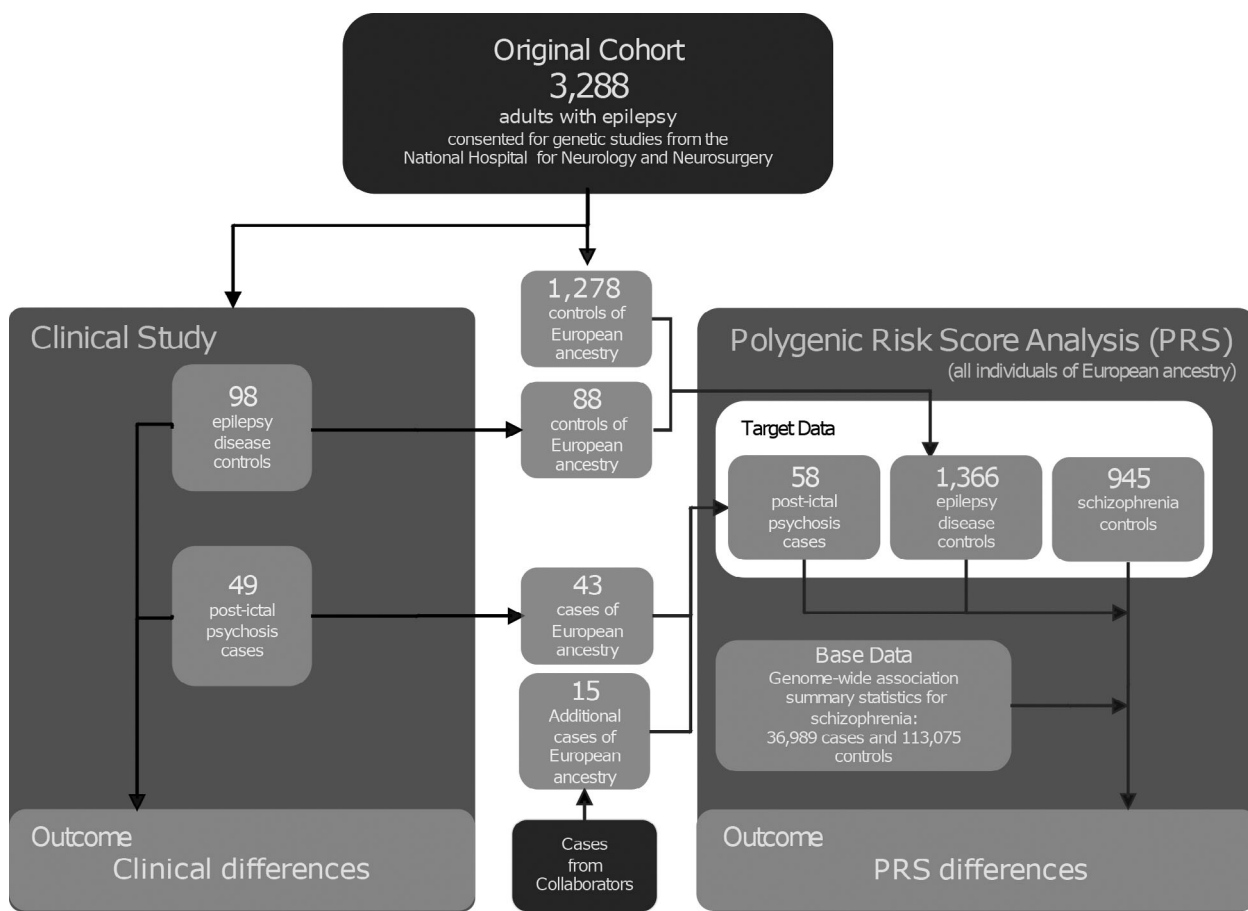 Original Cohort
3,288
adults with epilepsy
consented for genetic studies from the
National Hospital for Neurology and Neurosurgery
Clinical Study
98
epilepsy
disease
controls
49
post-ictal
psychosis
cases
Outcome
Clinical differences
1,278
controls of
European
ancestry
88
controls of
European
ancestry
43
cases of
European
ancestry
15
Additional
cases of
European
ancestry
Cases
from
Collaborators
Polygenic Risk Score Analysis (PRS)
(all individuals of European ancestry)
Target Data
58
post-ictal
psychosis
cases
1,366
epilepsy
disease
controls
945
schizophrenia
controls
Base Data
Genome-wide association
summary statistics for
schizophrenia:
36,989 cases and 113,075
controls
Outcome
PRS differences